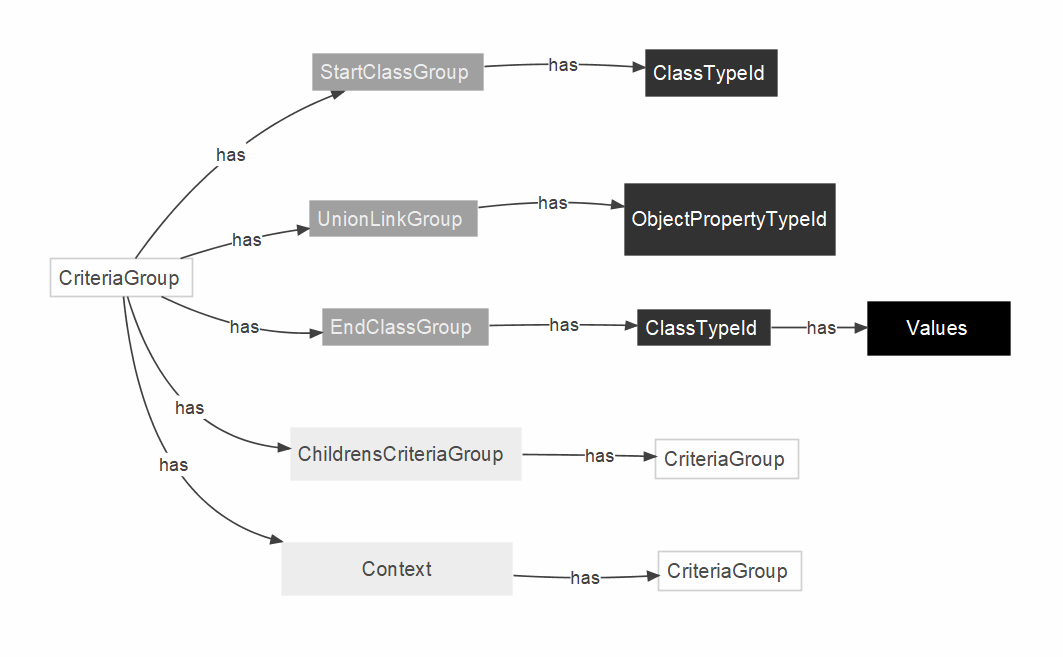 StartClassGroup
has
ClassTypeId
has
UnionLinkGroup
has
ObjectPropertyTypeId
has
CriteriaGroup
has
EndClassGroup
has
ClassTypeId
has
Values
has
ChildrensCriteriaGroup
has
CriteriaGroup
has
Context
has
CriteriaGroup